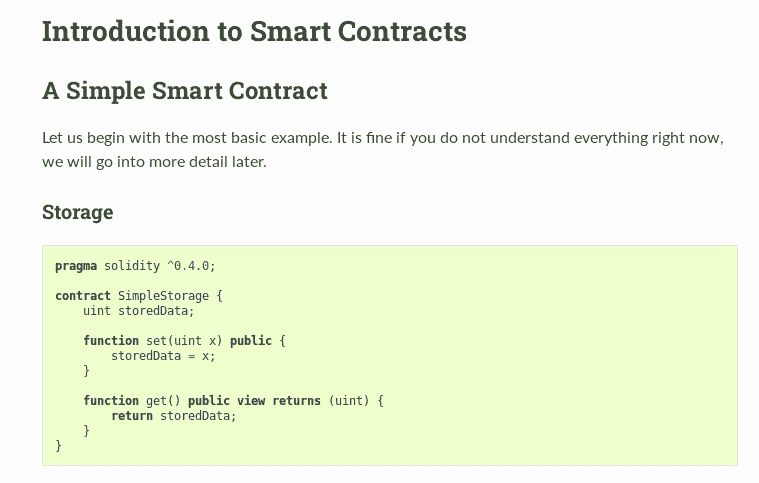 Introduction to Smart Contracts
A Simple Smart Contract
Let us begin with the most basic example. It is fine if you do not understand everything right now,
we will go into more detail later.
Storage
pragma solidity ^0.4.0;
contract SimpleStorage {
    uint storedData;
    function set(uint x) public {
        storedData = x;
    }
    function get() public view returns (uint) {
        return storedData;
    }
}